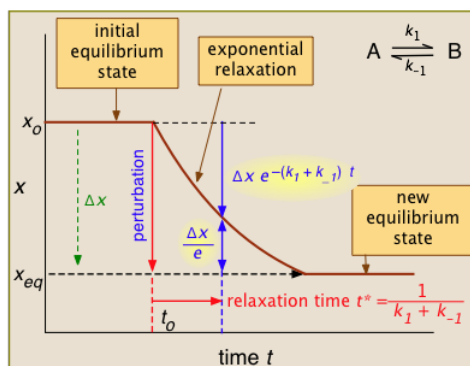 initial
equilibrium
state
exponential
relaxation
A ⇌ B
k₁
k₋₁
xₒ
x
Δx
perturbation
Δx e^−(k₁ + k₋₁) t
Δx
e
new
equilibrium
state
x_eq
tₒ
relaxation time t* = 1
k₁ + k₋₁
time t